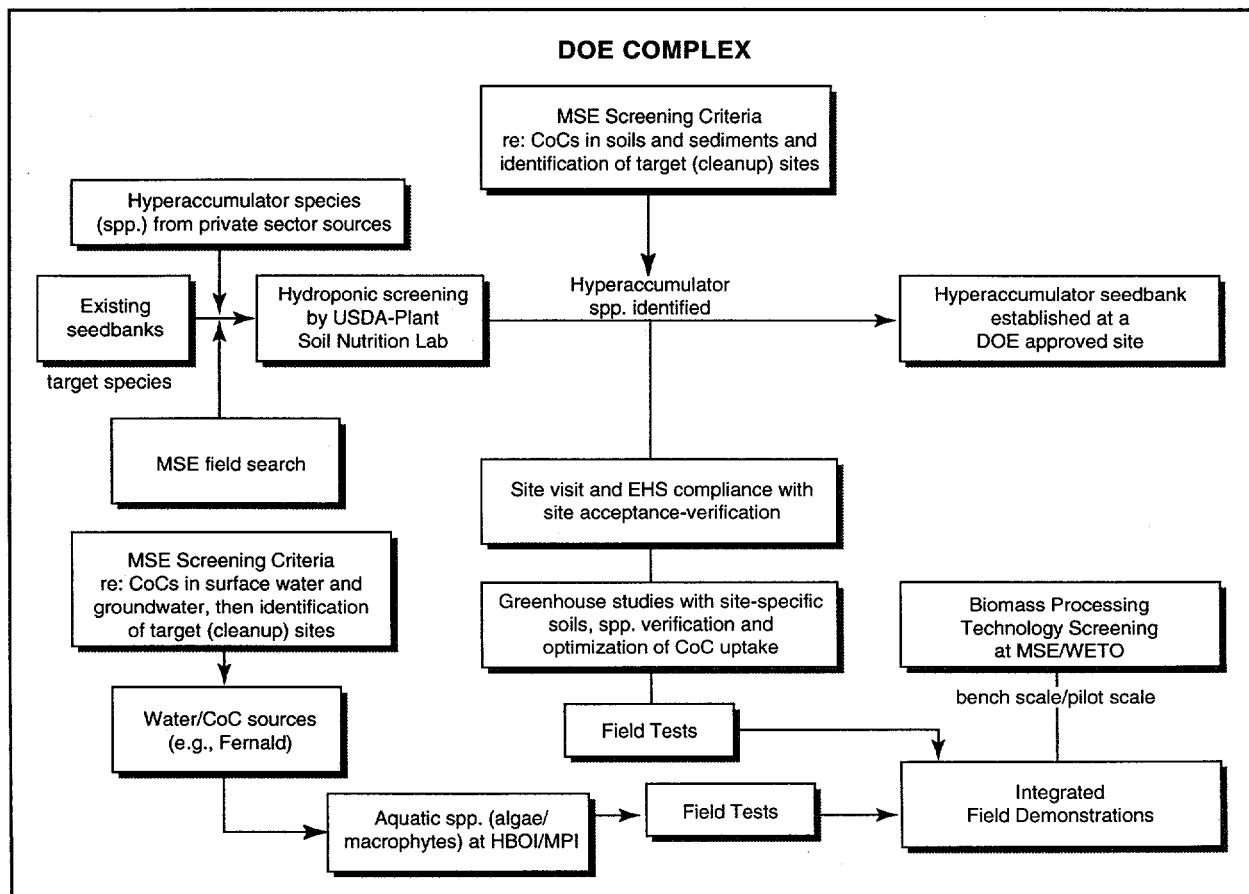 DOE COMPLEX
MSE Screening Criteria
re: CoCs in soils and sediments and
identification of target (cleanup) sites
Hyperaccumulator species
(spp.) from private sector sources
Existing
seedbanks
target species
Hydroponic screening
by USDA-Plant
Soil Nutrition Lab
Hyperaccumulator
spp. identified
Hyperaccumulator seedbank
established at a
DOE approved site
MSE field search
Site visit and EHS compliance with
site acceptance-verification
MSE Screening Criteria
re: CoCs in surface water and
groundwater, then identification
of target (cleanup) sites
Greenhouse studies with site-specific
soils, spp. verification and
optimization of CoC uptake
Biomass Processing
Technology Screening
at MSE/WETO
bench scale/pilot scale
Water/CoC sources
(e.g., Fernald)
Field Tests
Aquatic spp. (algae/
macrophytes) at HBOI/MPI
Field Tests
Integrated
Field Demonstrations